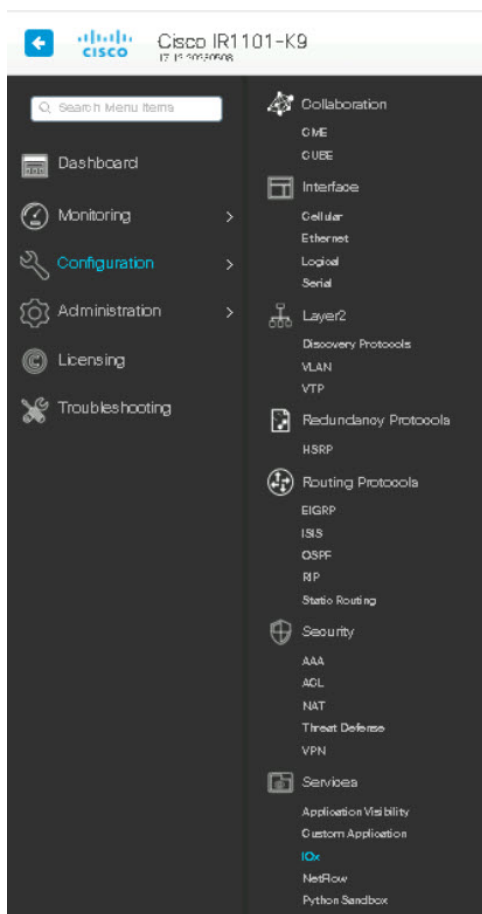 CISCO
Cisco IR1101-K9
Search Menu Items
Dashboard
Monitoring
Configuration
Administration
Licensing
Troubleshooting
Collaboration
CME
CUBE
Interface
Cellular
Ethernet
Logical
Serial
Layer2
Discovery Protocols
VLAN
VTP
Redundancy Protocols
HSRP
Routing Protocols
EIGRP
ISIS
OSPF
RIP
Static Routing
Security
AAA
ACL
NAT
Threat Defense
VPN
Services
Application Visibility
Custom Application
IOx
NetFlow
Python Sandbox